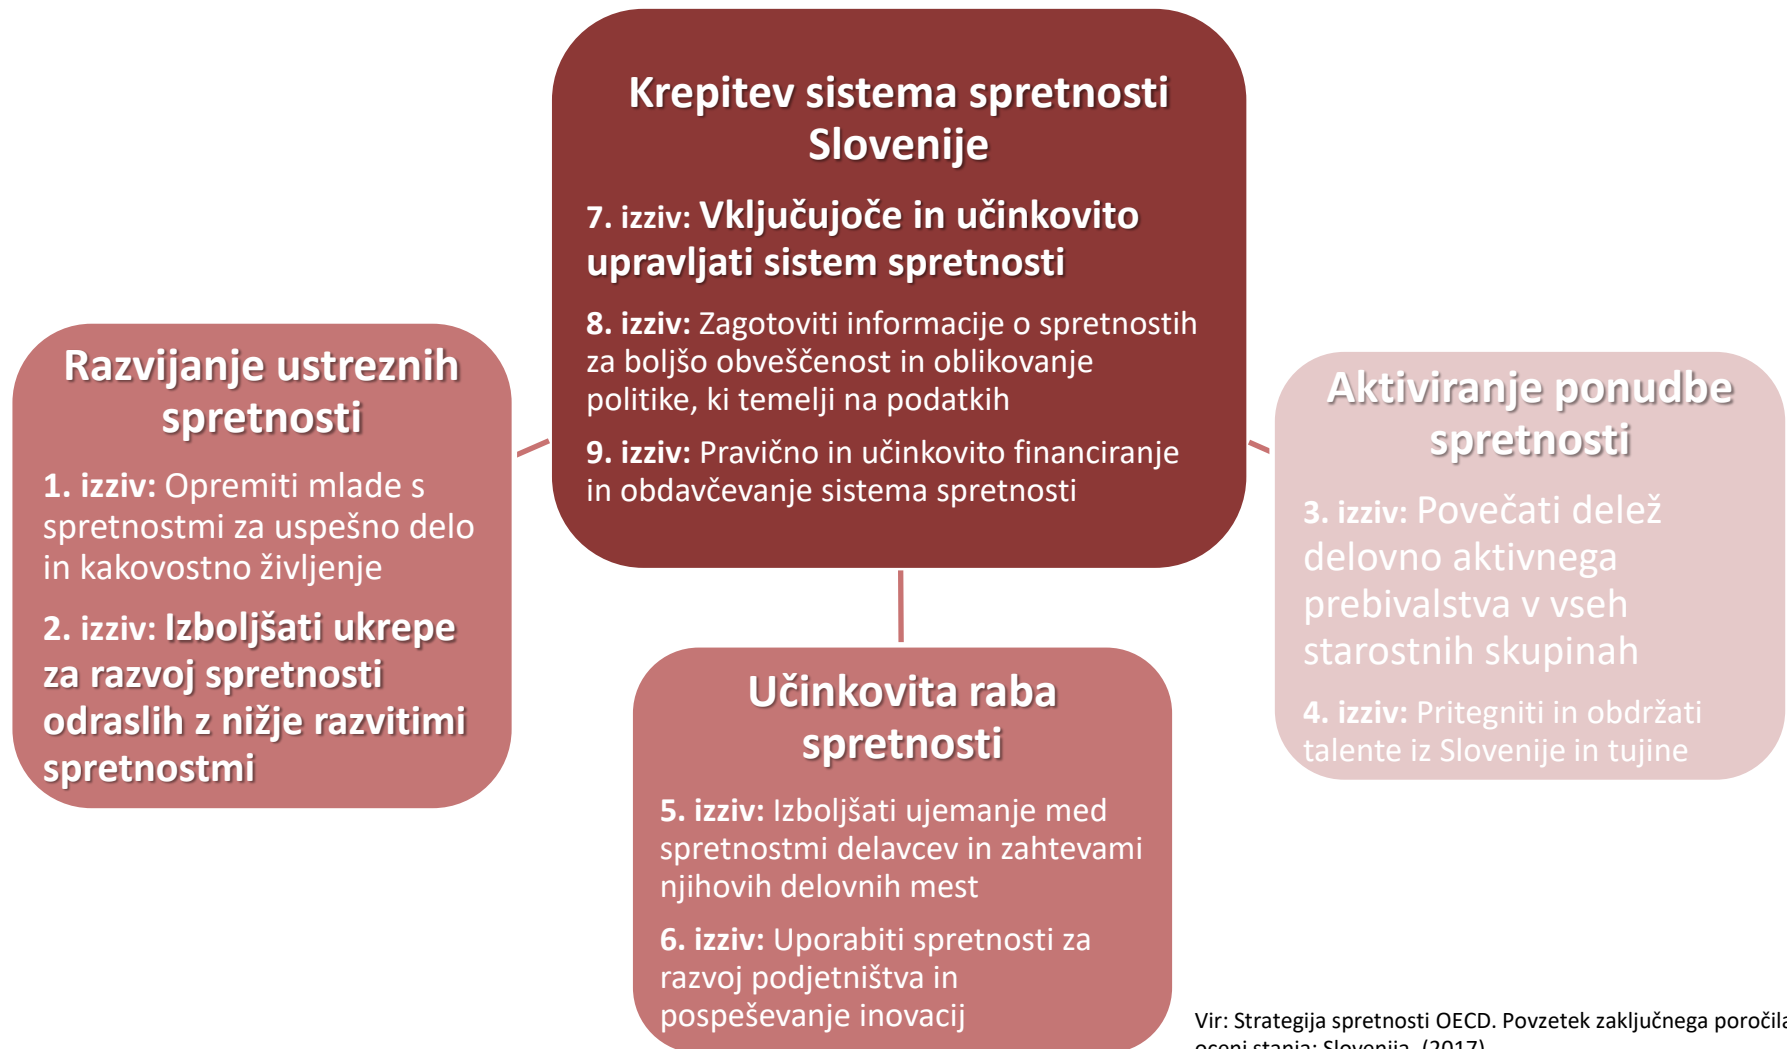 Krepitev sistema spretnosti
Slovenije
7. izziv: Vključujoče in učinkovito
upravljati sistem spretnosti
8. izziv: Zagotoviti informacije o spretnostih
za boljšo obveščenost in oblikovanje
politike, ki temelji na podatkih
9. izziv: Pravično in učinkovito financiranje
in obdavčevanje sistema spretnosti
Razvijanje ustreznih
spretnosti
1. izziv: Opremiti mlade s
spretnostmi za uspešno delo
in kakovostno življenje
2. izziv: Izboljšati ukrepe
za razvoj spretnosti
odraslih z nižje razvitimi
spretnostmi
Aktiviranje ponudbe
spretnosti
3. izziv: Povečati delež
delovno aktivnega
prebivalstva v vseh
starostnih skupinah
4. izziv: Pritegniti in obdržati
talente iz Slovenije in tujine
Učinkovita raba
spretnosti
5. izziv: Izboljšati ujemanje med
spretnostmi delavcev in zahtevami
njihovih delovnih mest
6. izziv: Uporabiti spretnosti za
razvoj podjetništva in
pospeševanje inovacij
Vir: Strategija spretnosti OECD. Povzetek zaključnega poročila
oceni stanja: Slovenija. (2017)